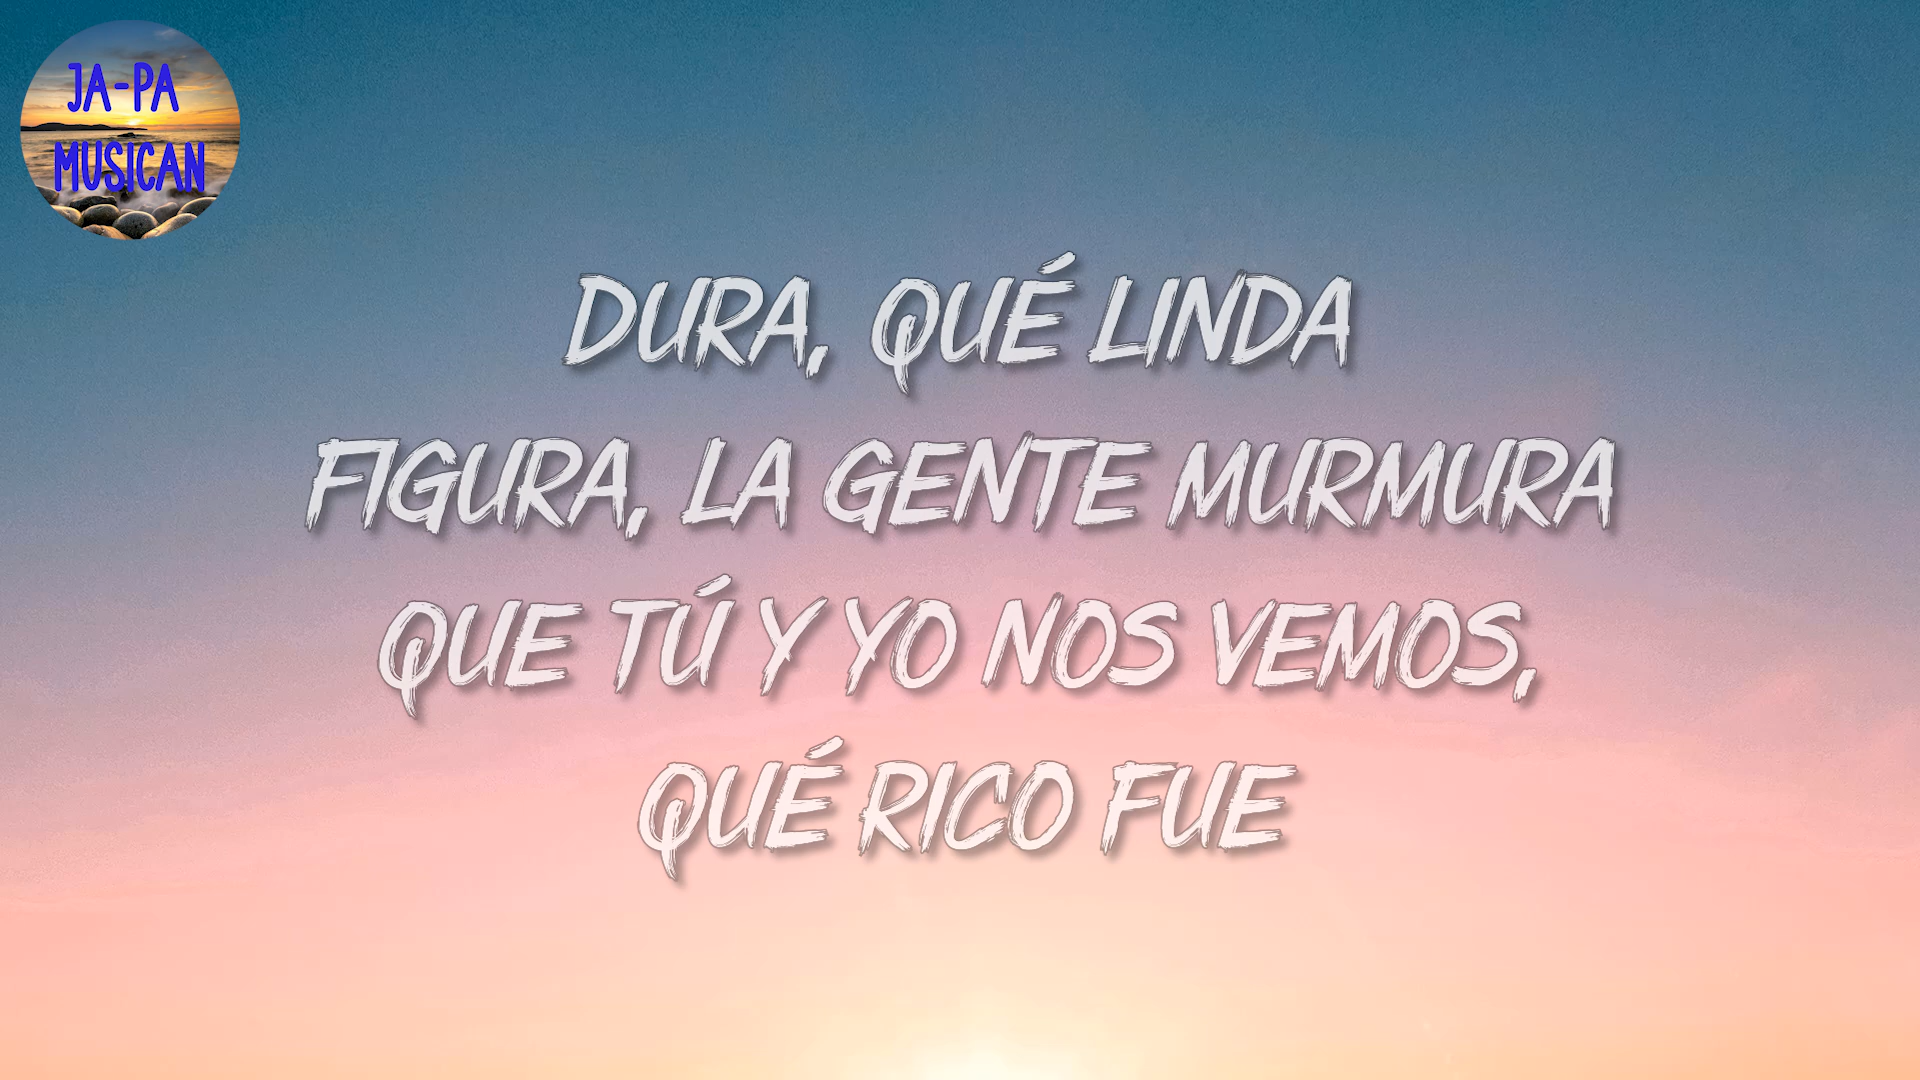 JA-PA
MUSICAN
DURA, QUÉ LINDA
FIGURA, LA GENTE MURMURA
QUE TÚ Y YO NOS VEMOS,
QUÉ RICO FUE